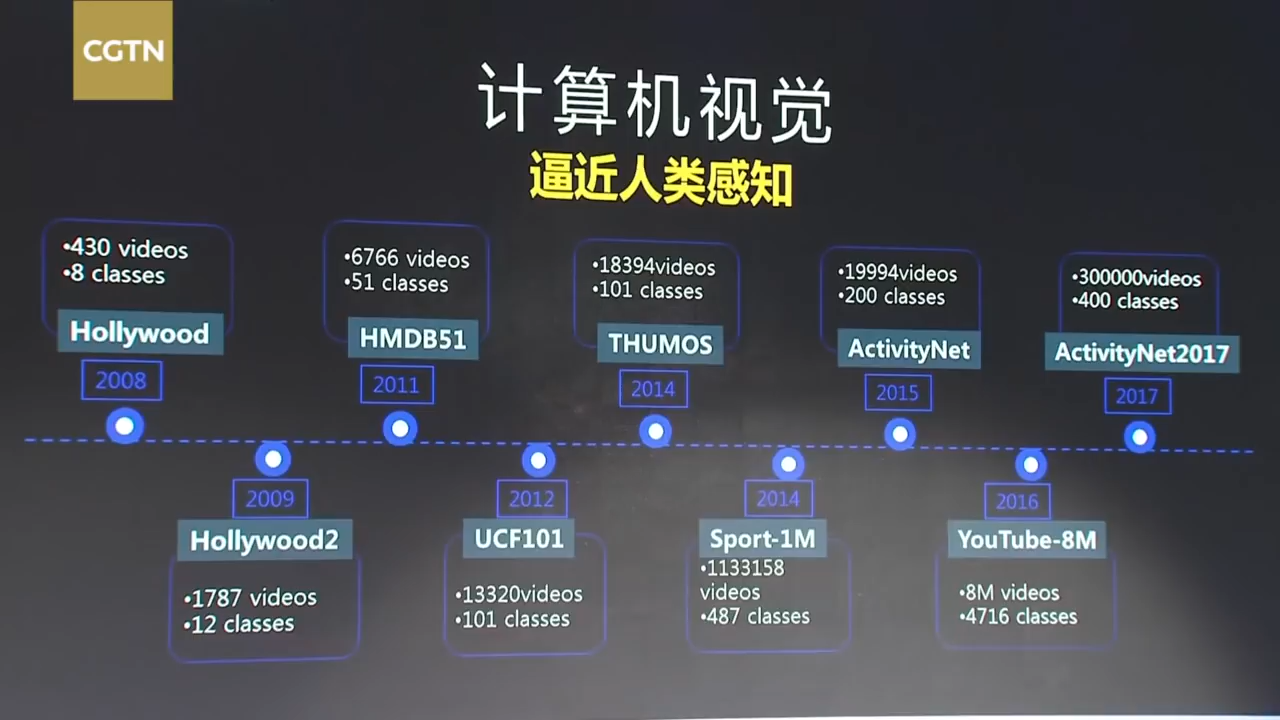 CGTN
计算机视觉
逼近人类感知
•430 videos
•8 classes
Hollywood
2008
•6766 videos
•51 classes
HMDB51
2011
•18394videos
•101 classes
THUMOS
2014
•19994videos
•200 classes
ActivityNet
2015
•300000videos
•400 classes
ActivityNet2017
2017
2009
Hollywood2
•1787 videos
•12 classes
2012
UCF101
•13320videos
•101 classes
2014
Sport-1M
•1133158
videos
•487 classes
2016
YouTube-8M
•8M videos
•4716 classes